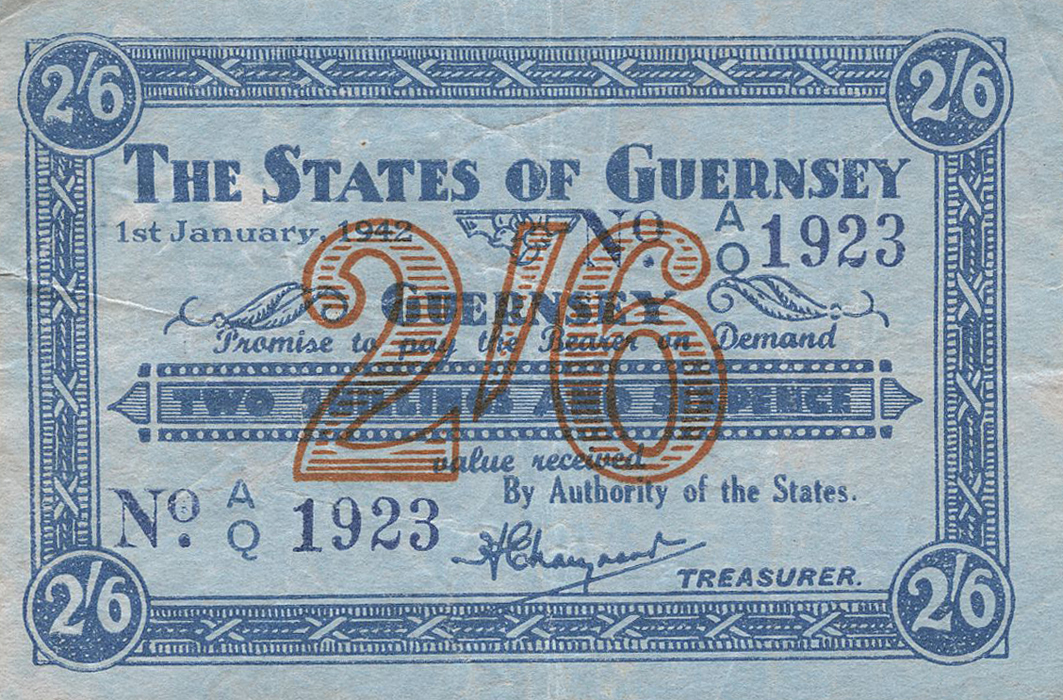 2/6 2/6
THE STATES OF GUERNSEY
1st January, 1942 No. A/Q 1923
2/6
GUERNSEY
Promise to pay the Bearer on Demand
TWO SHILLINGS AND SIXPENCE
value received
By Authority of the States.
No. A/Q 1923
TREASURER.
2/6 2/6